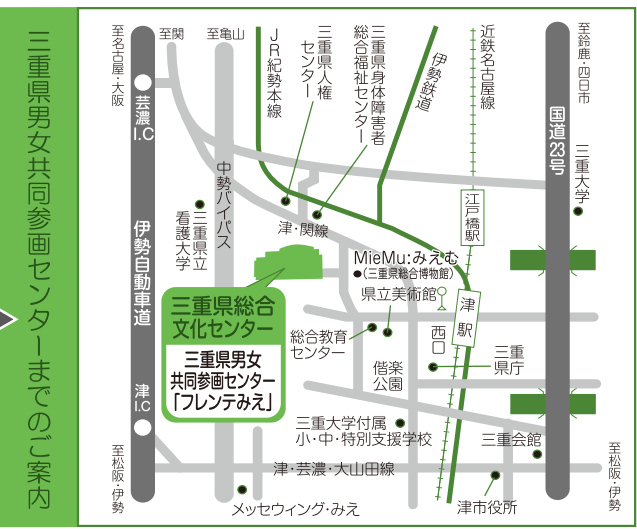 三重県男女共同参画センターまでのご案内
至名古屋・大阪
至関
至亀山
JR紀勢本線
三重県人権
センター
三重県身体障害者
総合福祉センター
伊勢鉄道
近鉄名古屋線
至鈴鹿・四日市
芸濃
I.C
国道23号
三重大学
中勢バイパス
三重県立
看護大学
伊勢自動車道
津・関線
江戸橋駅
MieMu:みえむ
(三重県総合博物館)
県立美術館
津駅
三重県総合
文化センター
三重県男女
共同参画センター
「フレンテみえ」
総合教育
センター
西口
三重
県庁
偕楽
公園
津
I.C
三重大学付属
小・中・特別支援学校
三重会館
至松阪・伊勢
津・芸濃・大山田線
至松阪・伊勢
メッセウィング・みえ
津市役所